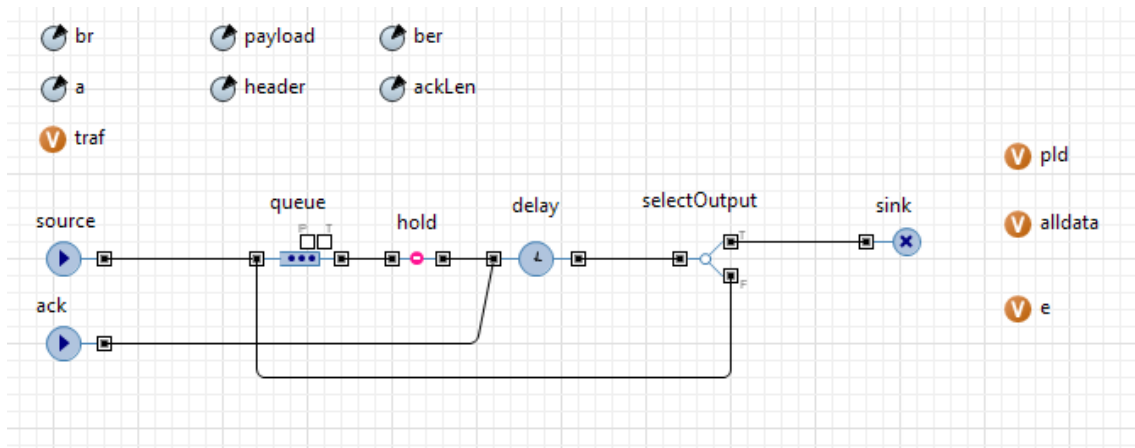 br payload ber
a header ackLen
V traf
V pld
source queue hold delay selectOutput sink
P T
T
V alldata
F
ack
V e